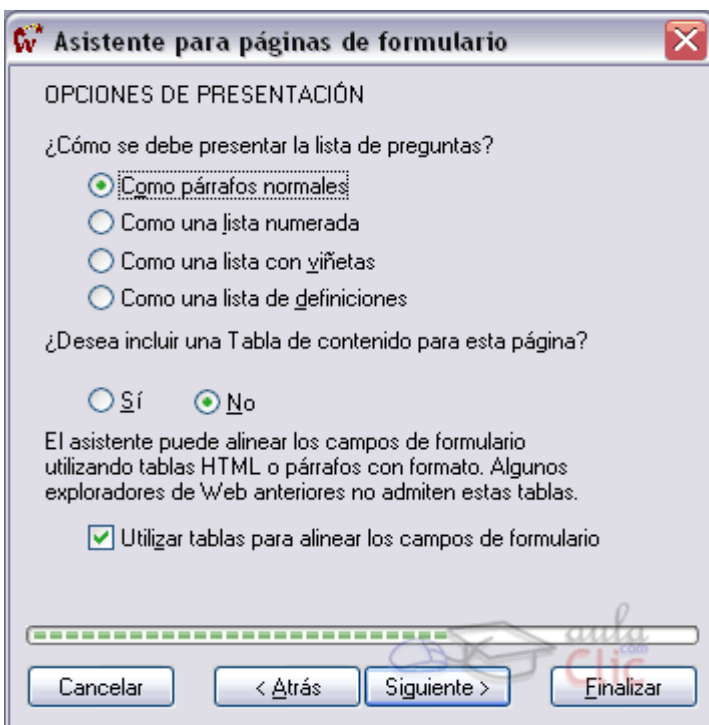 Asistente para páginas de formulario
OPCIONES DE PRESENTACIÓN
¿Cómo se debe presentar la lista de preguntas?
Como párrafos normales
Como una lista numerada
Como una lista con viñetas
Como una lista de definiciones
¿Desea incluir una Tabla de contenido para esta página?
Sí No
El asistente puede alinear los campos de formulario
utilizando tablas HTML o párrafos con formato. Algunos
exploradores de Web anteriores no admiten estas tablas.
Utilizar tablas para alinear los campos de formulario
aula
.com
Clic
Cancelar < Atrás Siguiente > Finalizar